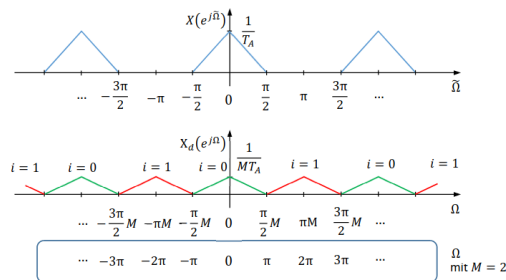 X(e^{jΩ̃})
1/T_A
··· −3π/2 −π −π/2 0 π/2 π 3π/2 ··· Ω̃
X_d(e^{jΩ})
1/(MT_A)
i = 1 i = 0 i = 1 i = 0 i = 1 i = 0 i = 1
Ω
··· −3π/2 M −πM −π/2 M 0 π/2 M πM 3π/2 M ···
··· −3π −2π −π 0 π 2π 3π ··· Ω
mit M = 2